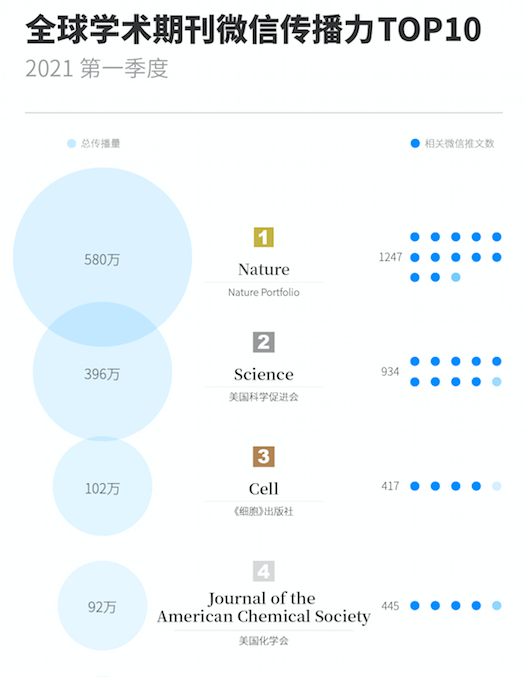 全球学术期刊微信传播力TOP10
2021 第一季度
总传播量
相关微信推文数
1
580万
Nature
1247
Nature Portfolio
2
396万
Science
934
美国科学促进会
3
102万
Cell
417
《细胞》出版社
4
92万
Journal of the
American Chemical Society
445
美国化学会